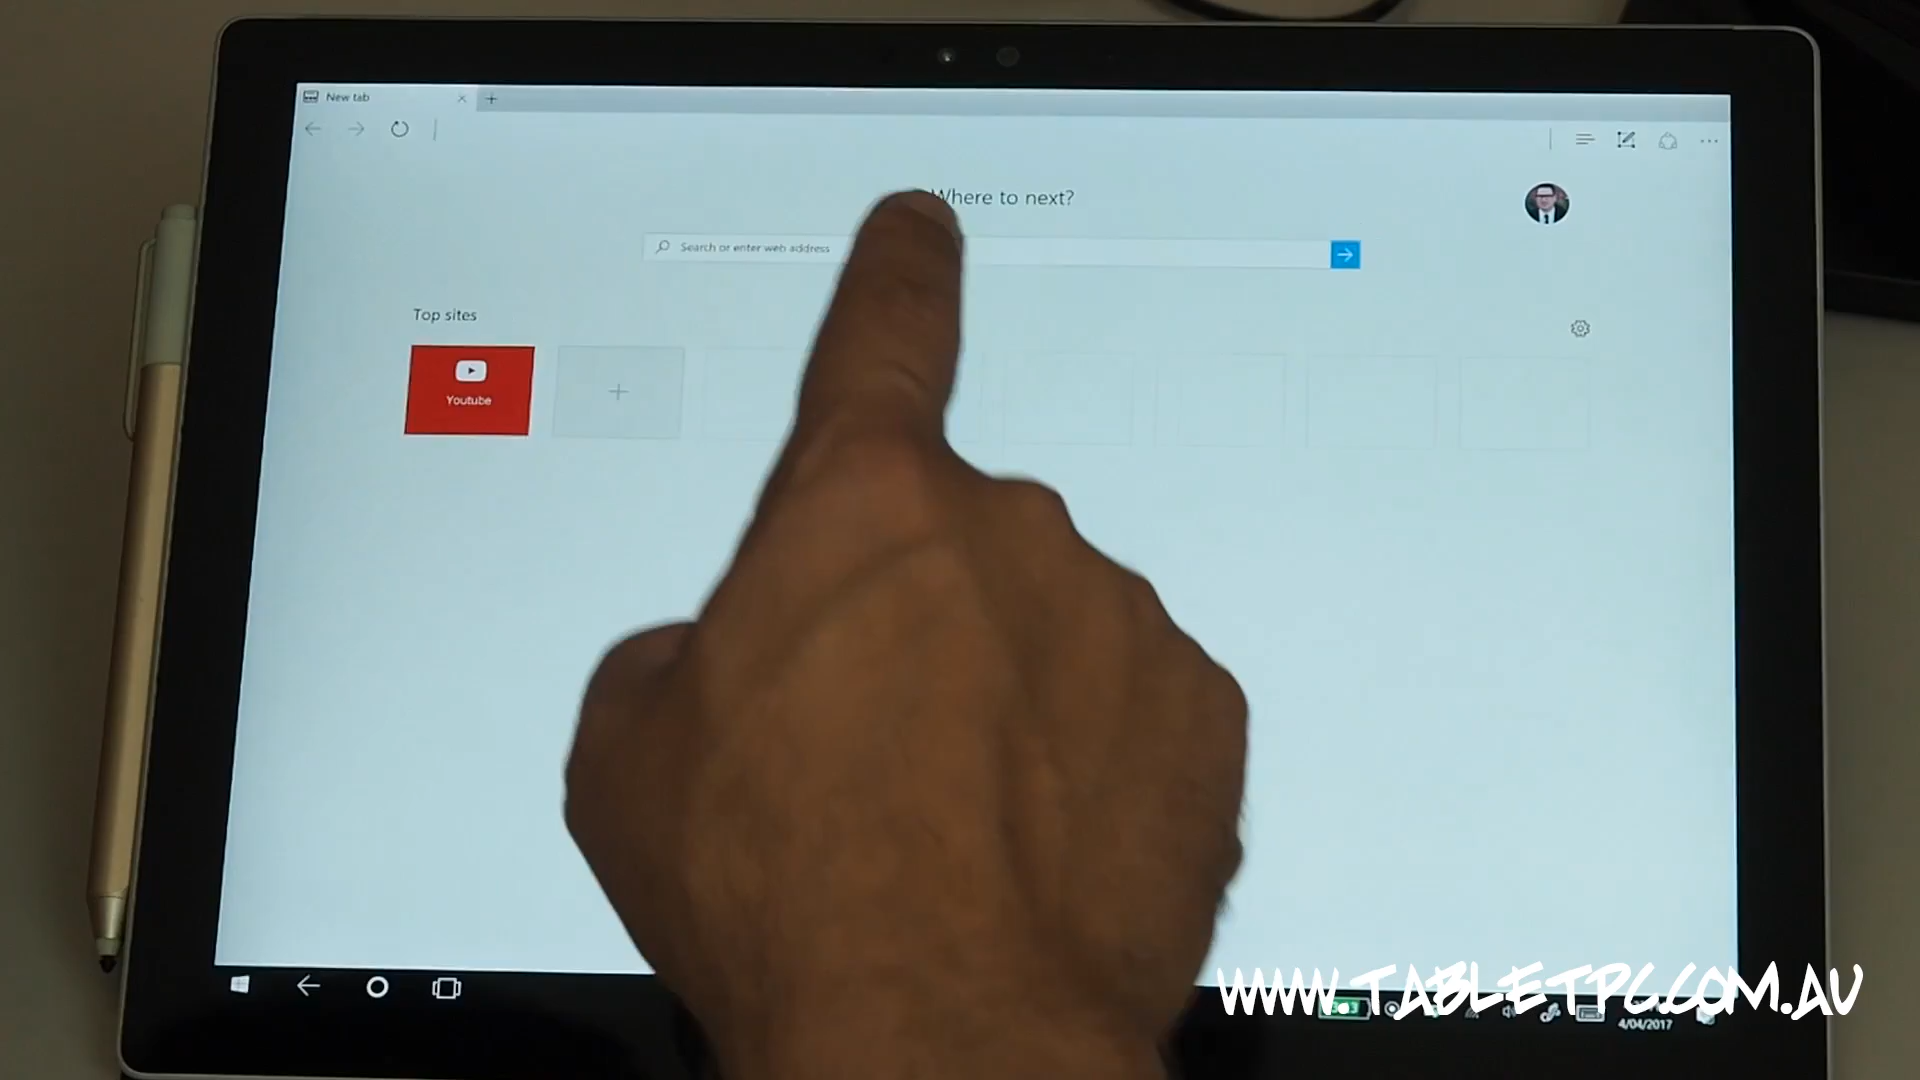 New tab
Where to next?
Search or enter web address
Top sites
Youtube
WWW.TABLETPC.COM.AU
4/04/2017